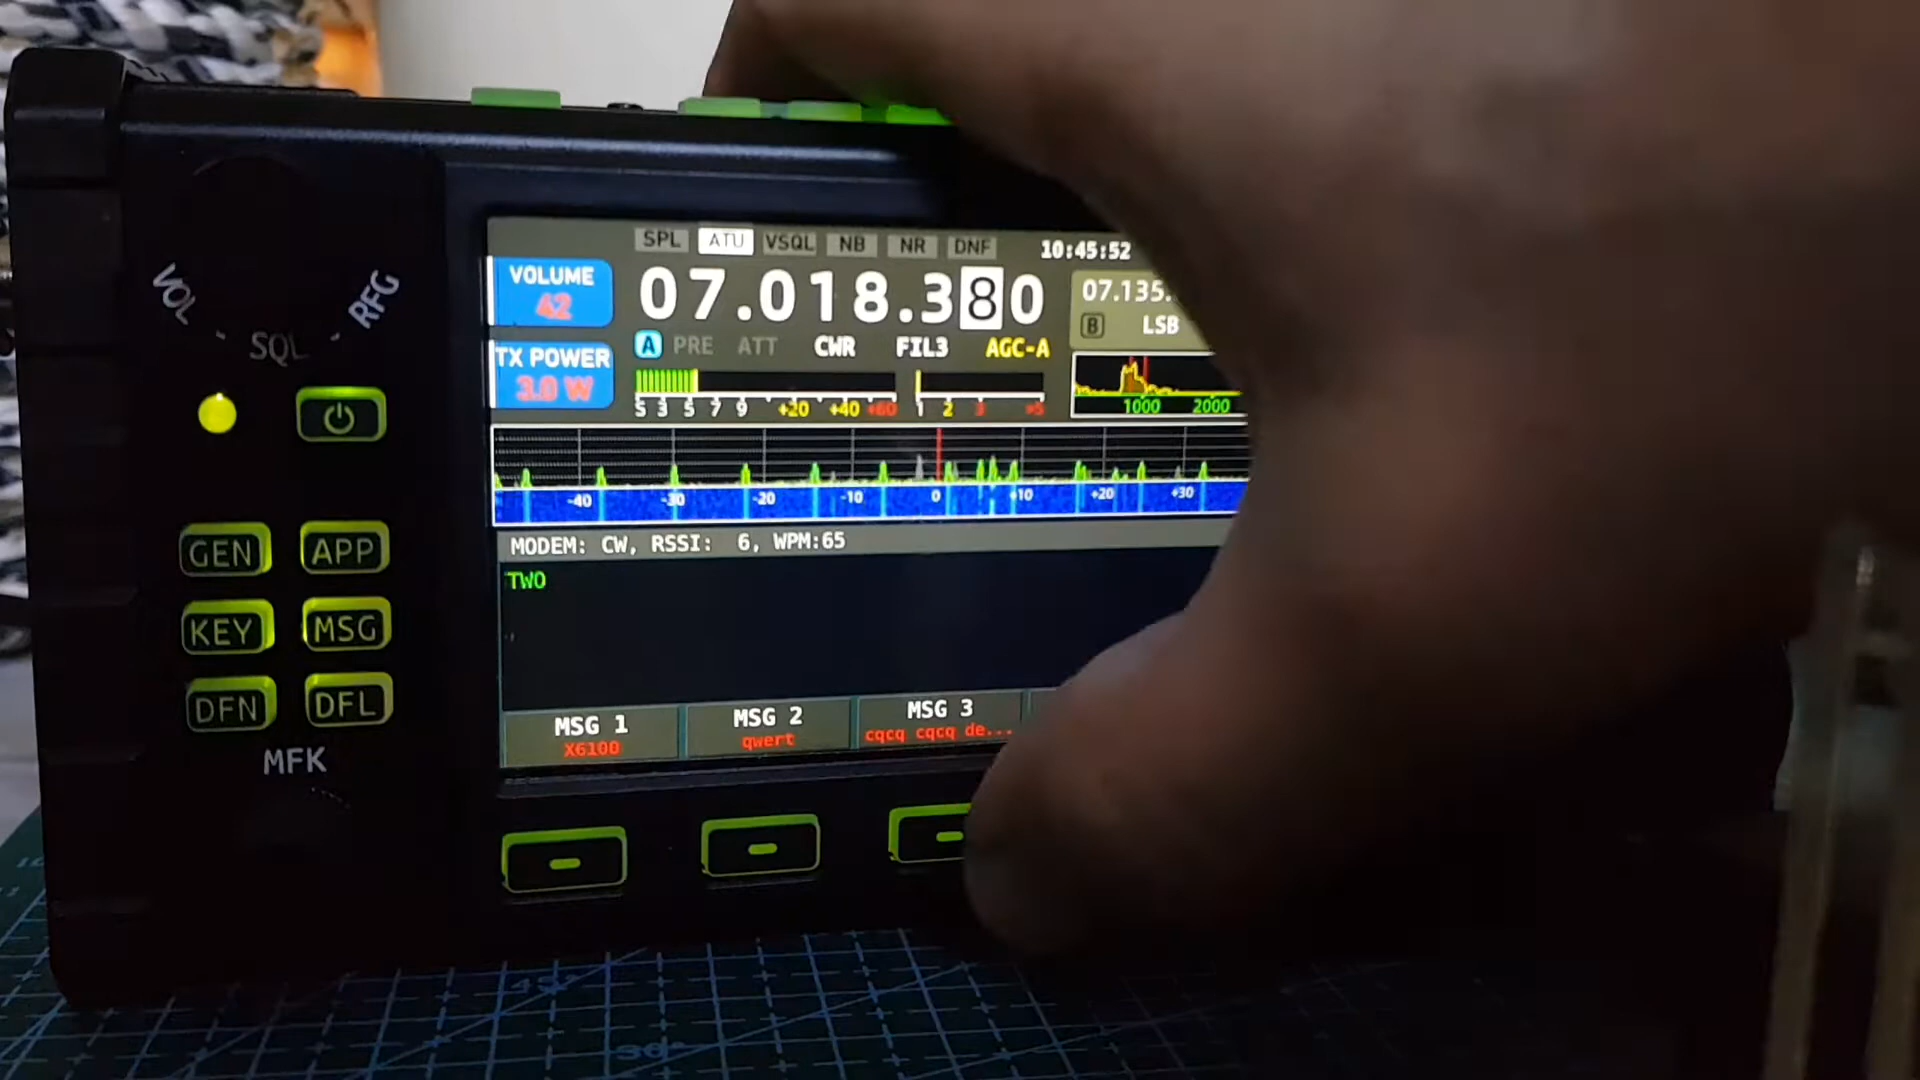 SPL ATU VSQL NB NR DNF 10:45:52
VOLUME
42
07.018.380
07.135.
B LSB
A PRE ATT CWR FIL3 AGC-A
TX POWER
3.0 W
S 3 5 7 9 +20 +40 +60 1 2 3 >5
1000 2000
-40 -30 -20 -10 0 +10 +20 +30
MODEM: CW, RSSI: 6, WPM:65
TWO
MSG 1 MSG 2 MSG 3
X6100 qwert cqcq cqcq de...
VOL SQL RFG
GEN APP
KEY MSG
DFN DFL
MFK